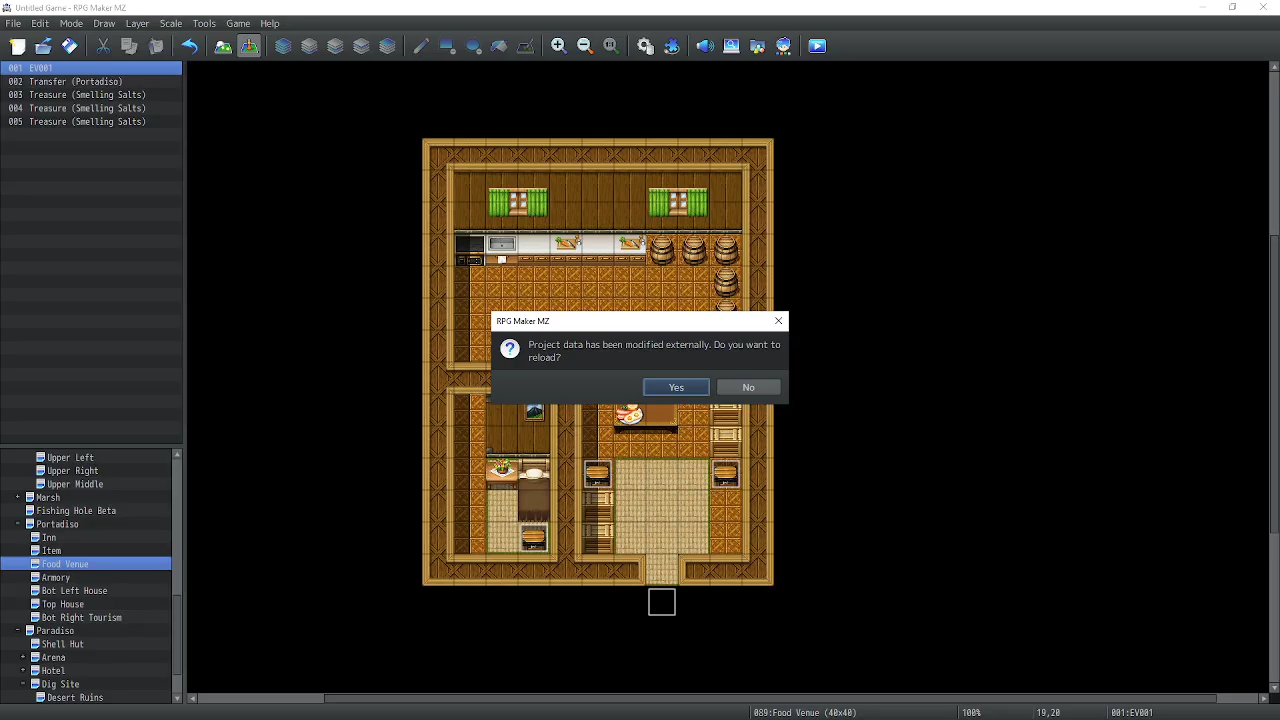 Untitled Game - RPG Maker MZ
File Edit Mode Draw Layer Scale Tools Game Help
001 EV001
002 Transfer (Portadiso)
003 Treasure (Smelling Salts)
004 Treasure (Smelling Salts)
005 Treasure (Smelling Salts)
RPG Maker MZ
Project data has been modified externally. Do you want to
reload?
Yes No
Upper Left
Upper Right
Upper Middle
Marsh
Fishing Hole Beta
Portadiso
Inn
Item
Food Venue
Armory
Bot Left House
Top House
Bot Right Tourism
Paradiso
Shell Hut
Arena
Hotel
Dig Site
Desert Ruins
089:Food Venue (40x40) 100% 19,20 001:EV001